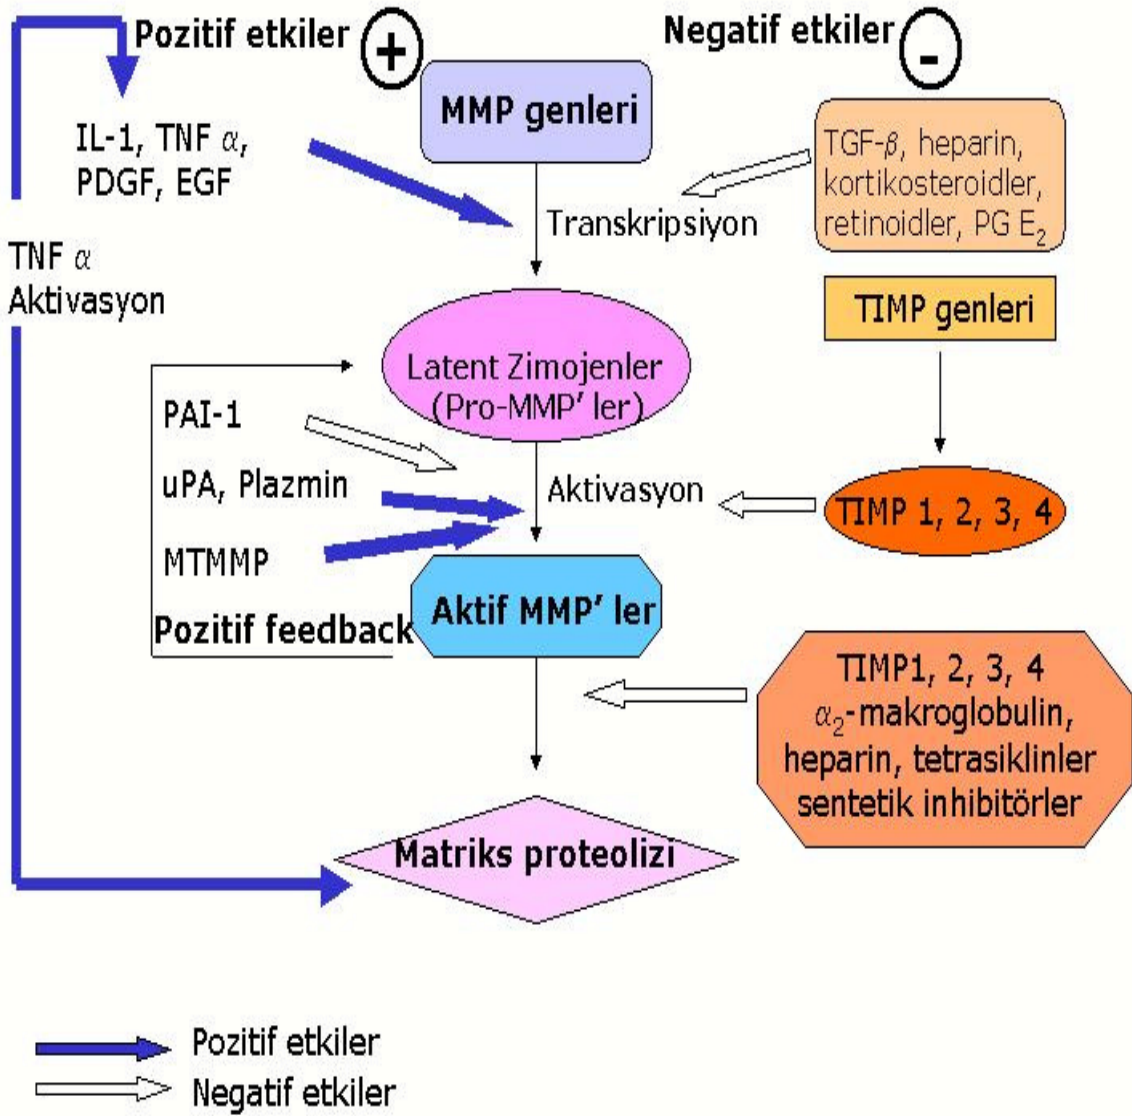 Pozitif etkiler
+
Negatif etkiler
-
MMP genleri
IL-1, TNF α,
PDGF, EGF
TGF-β, heparin,
kortikosteroidler,
retinoidler, PG E2
Transkripsiyon
TNF α
Aktivasyon
TIMP genleri
Latent Zimojenler
(Pro-MMP' ler)
PAI-1
uPA, Plazmin
Aktivasyon
TIMP 1, 2, 3, 4
MTMMP
Pozitif feedback
Aktif MMP' ler
TIMP1, 2, 3, 4
α2-makroglobulin,
heparin, tetrasiklinler
sentetik inhibitörler
Matriks proteolizi
Pozitif etkiler
Negatif etkiler